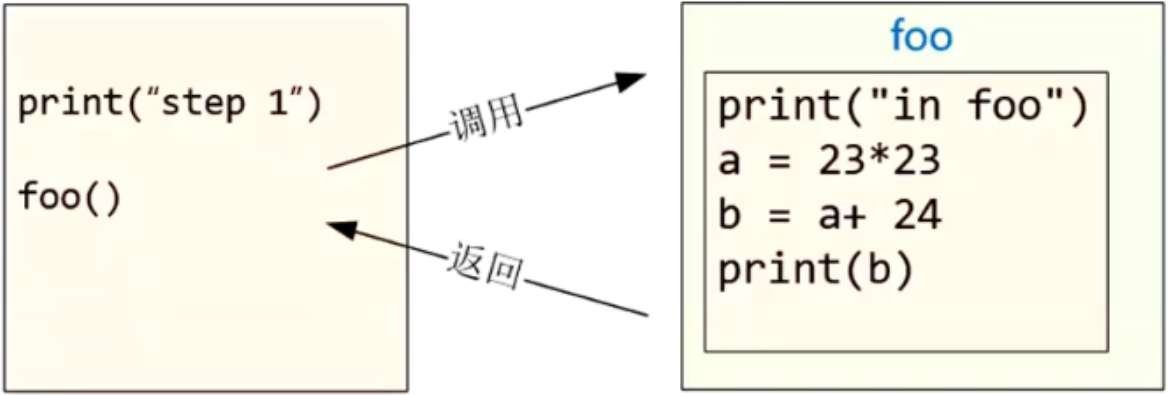 print(“step 1”)
foo()
调用
返回
foo
print("in foo")
a = 23*23
b = a+ 24
print(b)